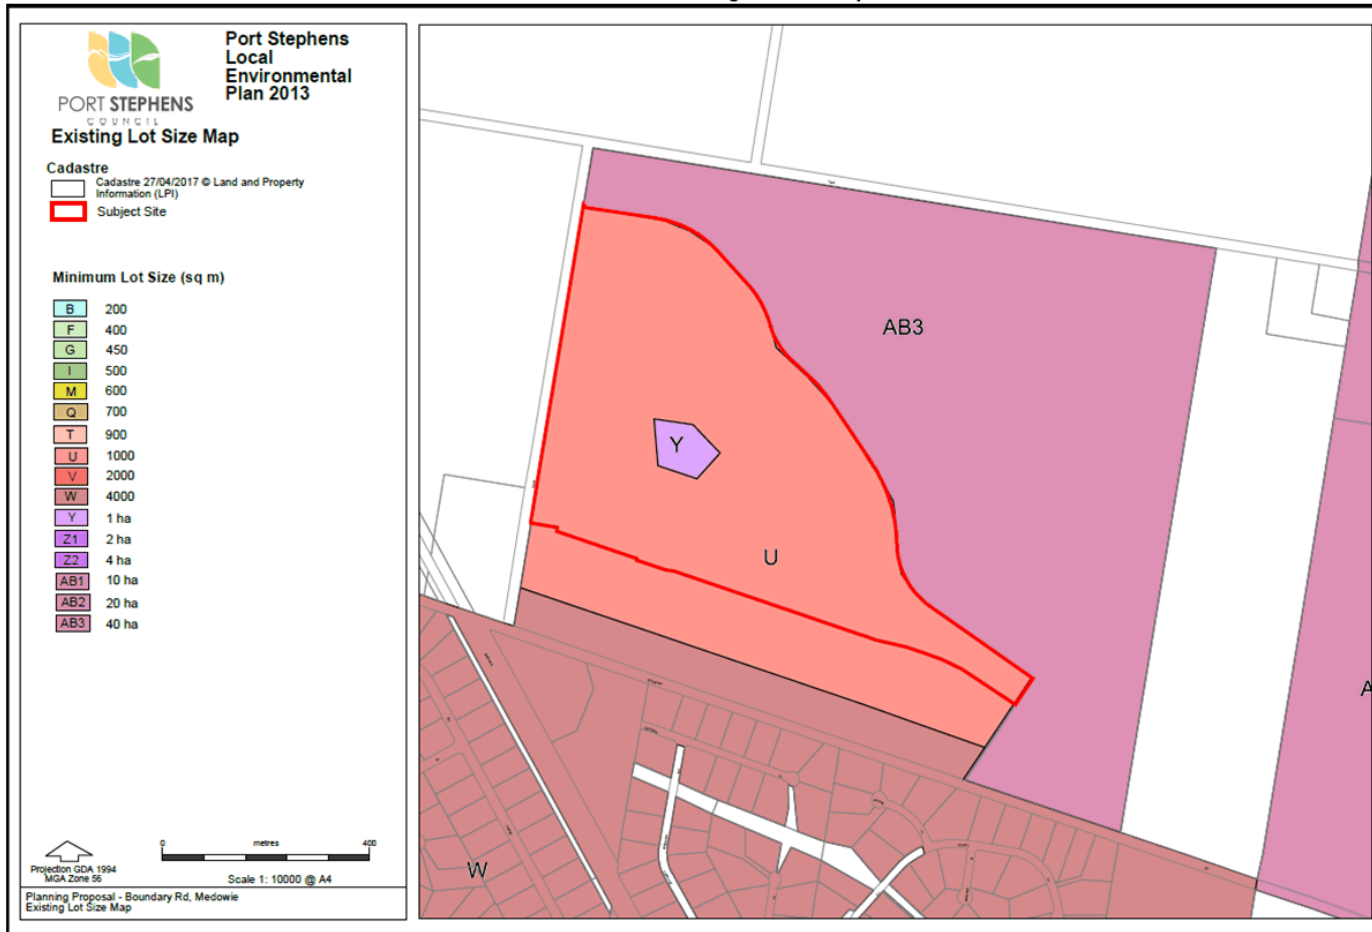 Port Stephens
Local
Environmental
Plan 2013
PORT STEPHENS
COUNCIL
Existing Lot Size Map
Cadastre
Cadastre 27/04/2017 © Land and Property
Information (LPI)
Subject Site
Minimum Lot Size (sq m)
B 200
F 400
G 450
I 500
M 600
Q 700
T 900
U 1000
V 2000
W 4000
Y 1 ha
Z1 2 ha
Z2 4 ha
AB1 10 ha
AB2 20 ha
AB3 40 ha
0 metres 400
Projection GDA 1994
MGA Zone 56
Scale 1: 10000 @ A4
Planning Proposal - Boundary Rd, Medowie
Existing Lot Size Map
AB3
Y
U
A
W